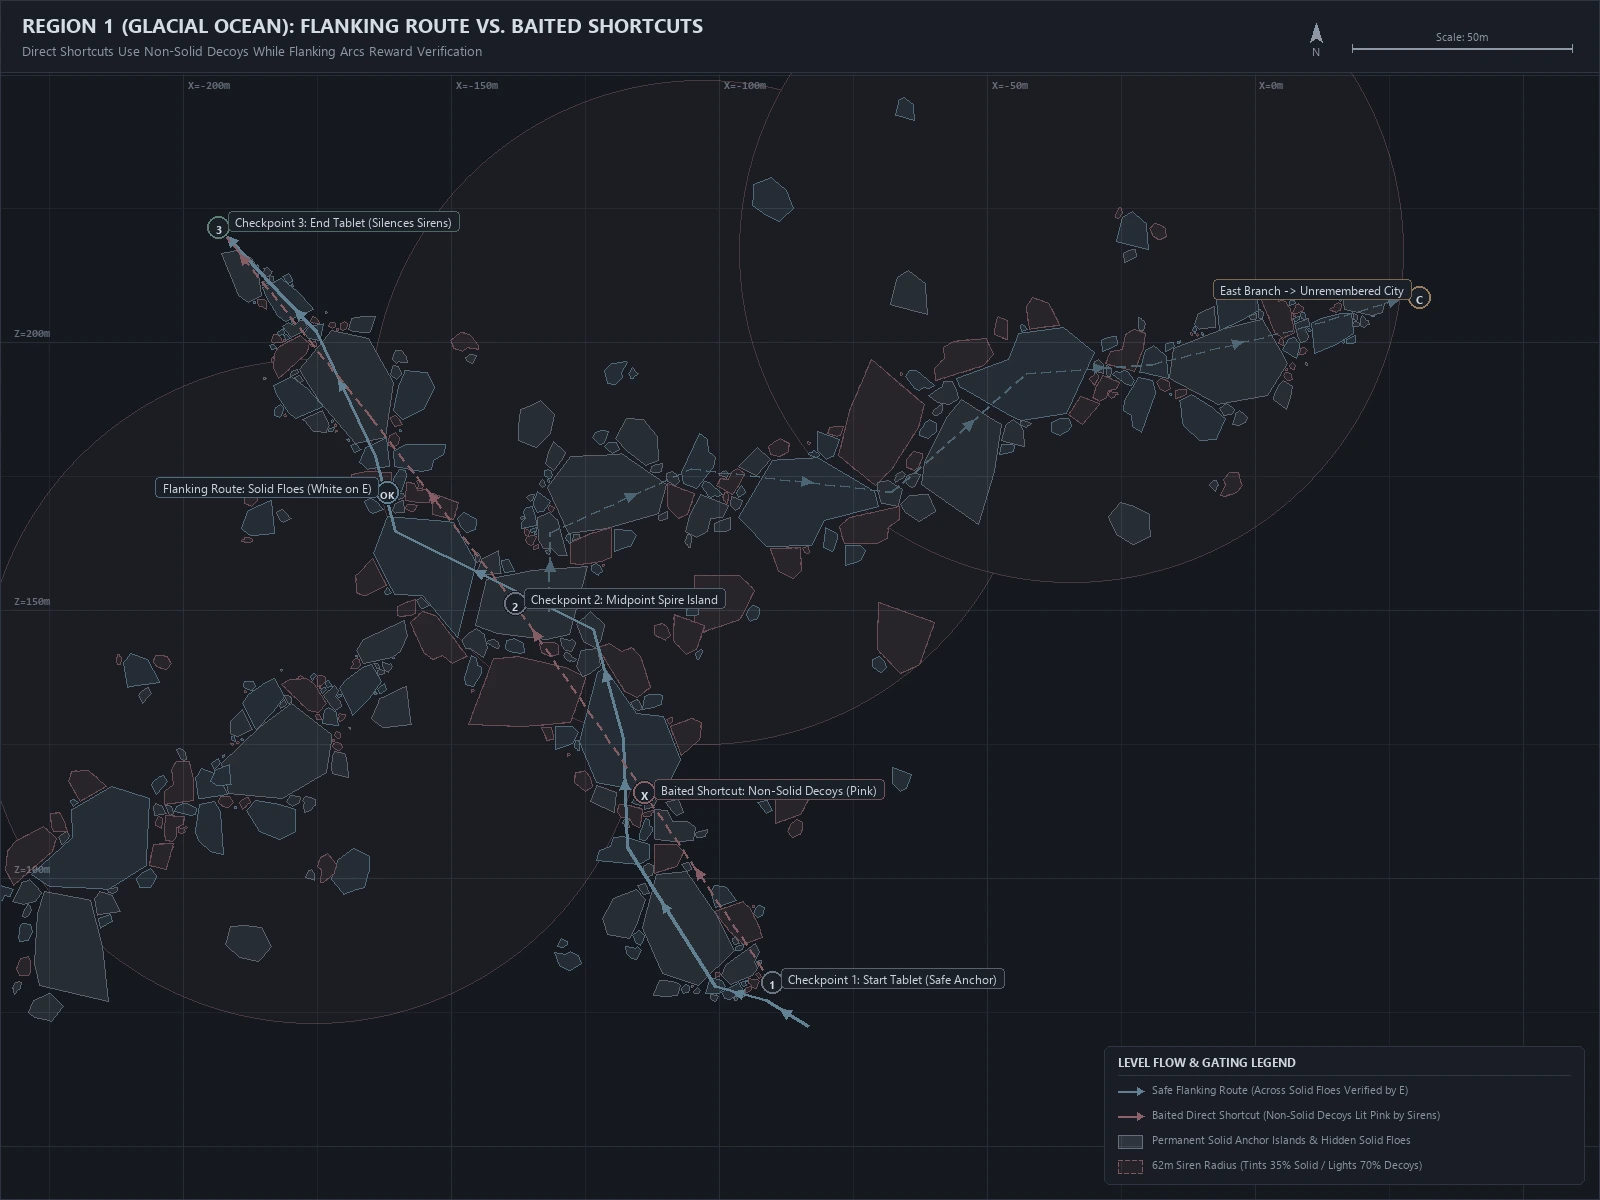 REGION 1 (GLACIAL OCEAN): FLANKING ROUTE VS. BAITED SHORTCUTS
Direct Shortcuts Use Non-Solid Decoys While Flanking Arcs Reward Verification
N
Scale: 50m
X=-200m
X=-150m
X=-100m
X=-50m
X=0m
3
Checkpoint 3: End Tablet (Silences Sirens)
East Branch -> Unremembered City
C
Z=200m
Flanking Route: Solid Floes (White on E)
OK
Z=150m
2
Checkpoint 2: Midpoint Spire Island
X
Baited Shortcut: Non-Solid Decoys (Pink)
Z=100m
1
Checkpoint 1: Start Tablet (Safe Anchor)
LEVEL FLOW & GATING LEGEND
Safe Flanking Route (Across Solid Floes Verified by E)
Baited Direct Shortcut (Non-Solid Decoys Lit Pink by Sirens)
Permanent Solid Anchor Islands & Hidden Solid Floes
62m Siren Radius (Tints 35% Solid / Lights 70% Decoys)